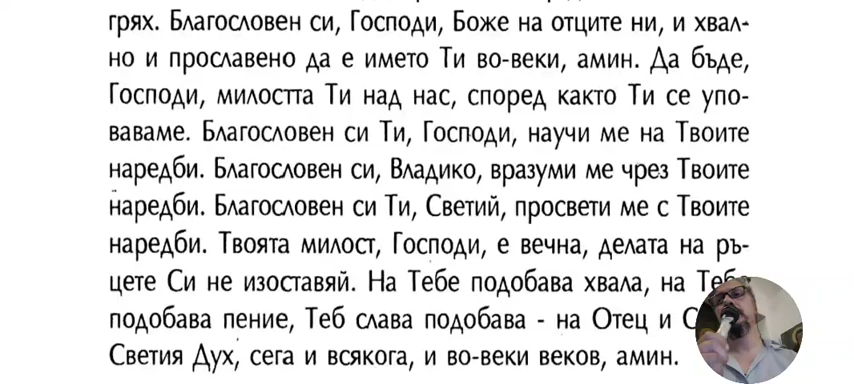 грях. Благословен си, Господи, Боже на отците ни, и хвал-
но и прославено да е името Ти во-веки, амин. Да бъде,
Господи, милостта Ти над нас, според както Ти се упо-
ваваме. Благословен си Ти, Господи, научи ме на Твоите
наредби. Благословен си, Владико, вразуми ме чрез Твоите
наредби. Благословен си Ти, Светий, просвети ме с Твоите
наредби. Твоята милост, Господи, е вечна, делата на ръ-
цете Си не изоставяй. На Тебе подобава хвала, на Тебе
подобава пение, Теб слава подобава - на Отец и
Светия Дух, сега и всякога, и во-веки веков, амин.